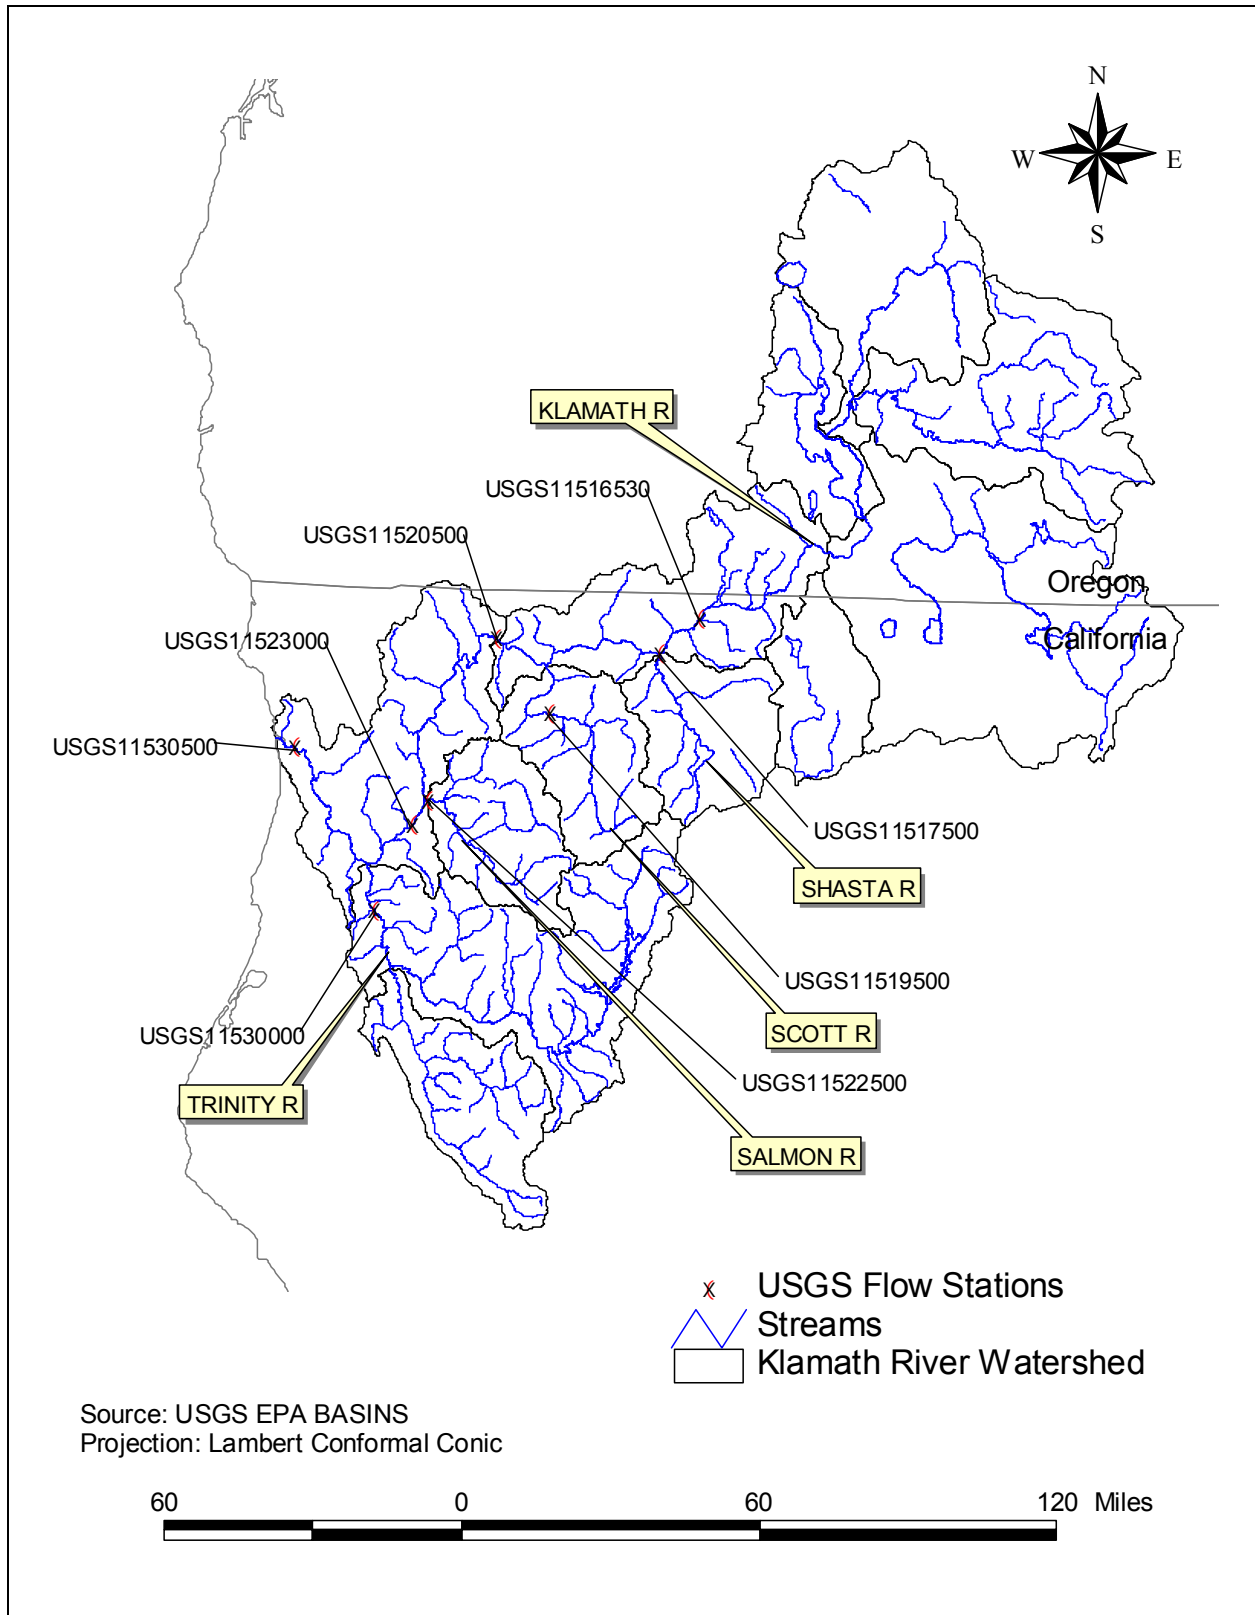 N
W
E
S
KLAMATH R
USGS11516530
USGS11520500
Oregon
USGS11523000
California
USGS11530500
USGS11517500
SHASTA R
USGS11519500
SCOTT R
USGS11530000
USGS11522500
TRINITY R
SALMON R
USGS Flow Stations
Streams
Klamath River Watershed
Source: USGS EPA BASINS
Projection: Lambert Conformal Conic
60 0 60 120 Miles